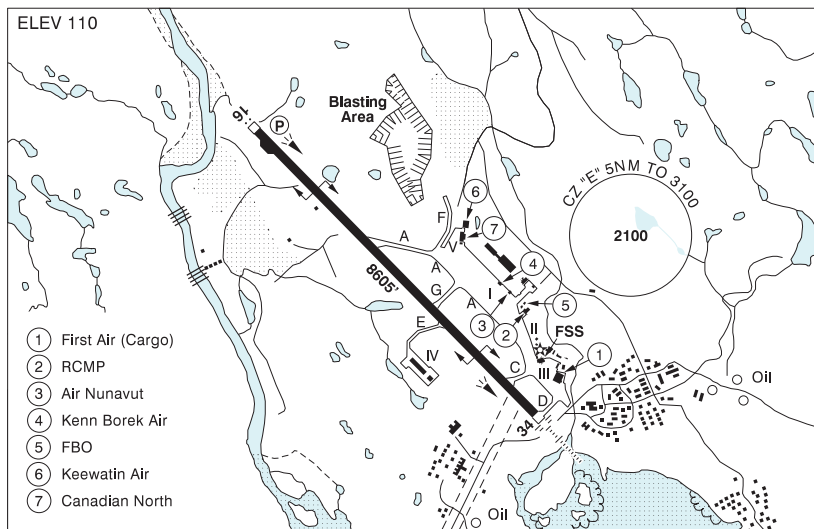 ELEV 110
16
P
Blasting
Area
CZ "E" 5NM TO 3100
2100
6
7
F
V
A
8605'
A
G
A
I
4
E
3
2
5
II
FSS
IV
III
1
C
D
34
Oil
Oil
1 First Air (Cargo)
2 RCMP
3 Air Nunavut
4 Kenn Borek Air
5 FBO
6 Keewatin Air
7 Canadian North